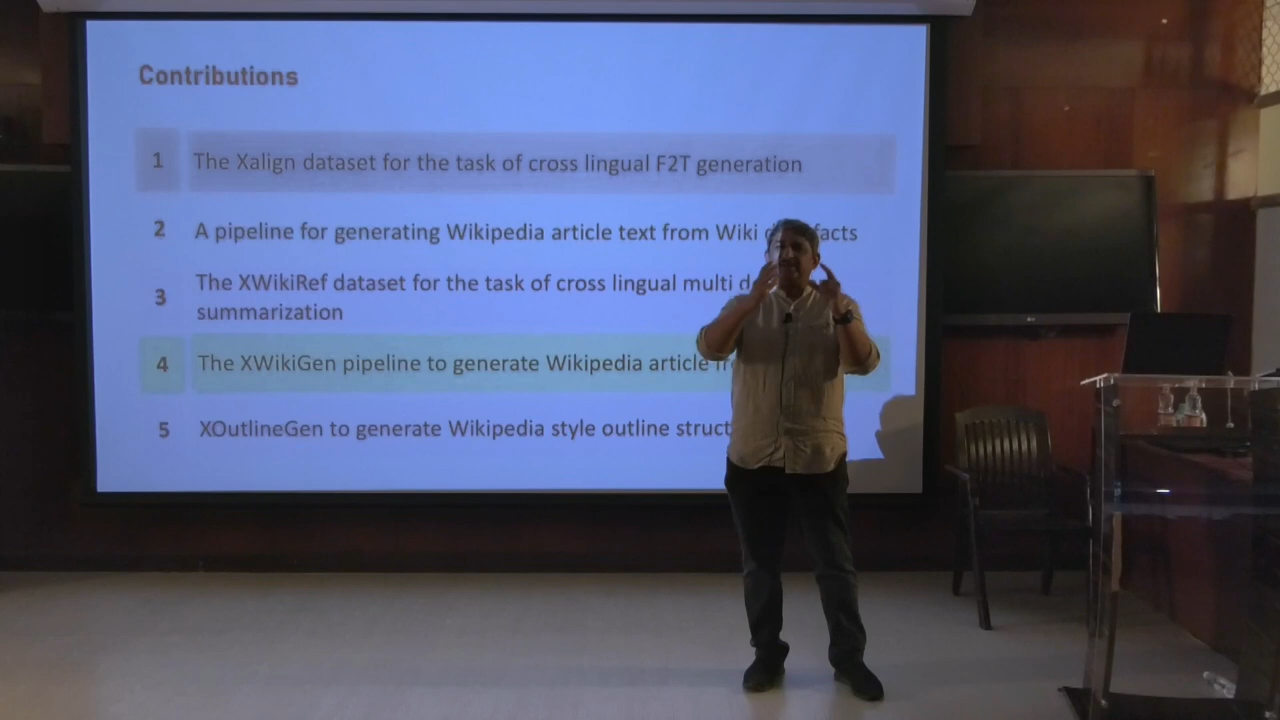 Contributions
1 The Xalign dataset for the task of cross lingual F2T generation
2 A pipeline for generating Wikipedia article text from Wiki facts
3 The XWikiRef dataset for the task of cross lingual multi
summarization
4 The XWikiGen pipeline to generate Wikipedia article
5 XOutlineGen to generate Wikipedia style outline
LG